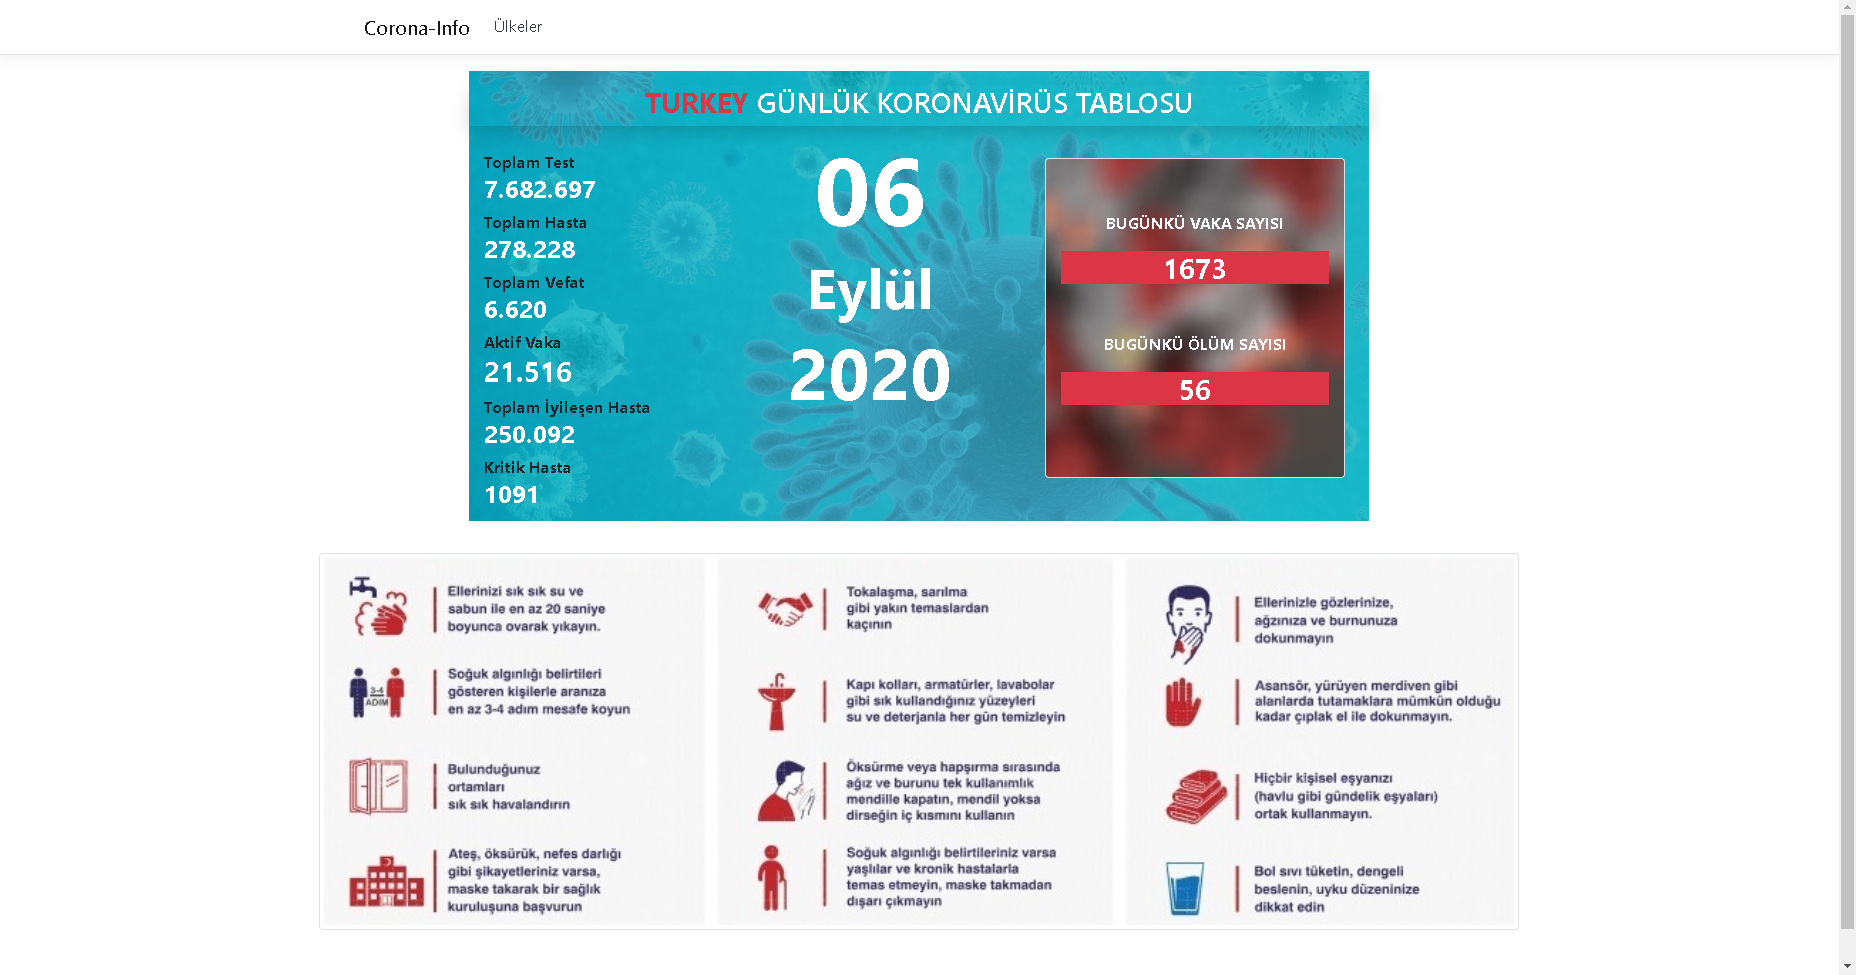 Corona-Info
Ülkeler
TURKEY GÜNLÜK KORONAVİRÜS TABLOSU
Toplam Test
7.682.697
Toplam Hasta
278.228
Toplam Vefat
6.620
Aktif Vaka
21.516
Toplam İyileşen Hasta
250.092
Kritik Hasta
1091
06
Eylül
2020
BUGÜNKÜ VAKA SAYISI
1673
BUGÜNKÜ ÖLÜM SAYISI
56
Ellerinizi sık sık su ve
sabun ile en az 20 saniye
boyunca ovarak yıkayın.
3-4
ADIM
Soğuk algınlığı belirtileri
gösteren kişilerle aranıza
en az 3-4 adım mesafe koyun
Bulunduğunuz
ortamları
sık sık havalandırın
Ateş, öksürük, nefes darlığı
gibi şikayetleriniz varsa,
maske takarak bir sağlık
kuruluşuna başvurun
Tokalaşma, sarılma
gibi yakın temaslardan
kaçının
Kapı kolları, armatürler, lavabolar
gibi sık kullandığınız yüzeyleri
su ve deterjanla her gün temizleyin
Öksürme veya hapşırma sırasında
ağız ve burunu tek kullanımlık
mendille kapatın, mendil yoksa
dirseğin iç kısmını kullanın
Soğuk algınlığı belirtileriniz varsa
yaşlılar ve kronik hastalarla
temas etmeyin, maske takmadan
dışarı çıkmayın
Ellerinizle gözlerinize,
ağzınıza ve burnunuza
dokunmayın
Asansör, yürüyen merdiven gibi
alanlarda tutamaklara mümkün olduğu
kadar çıplak el ile dokunmayın.
Hiçbir kişisel eşyanızı
(havlu gibi gündelik eşyaları)
ortak kullanmayın.
Bol sıvı tüketin, dengeli
beslenin, uyku düzeninize
dikkat edin